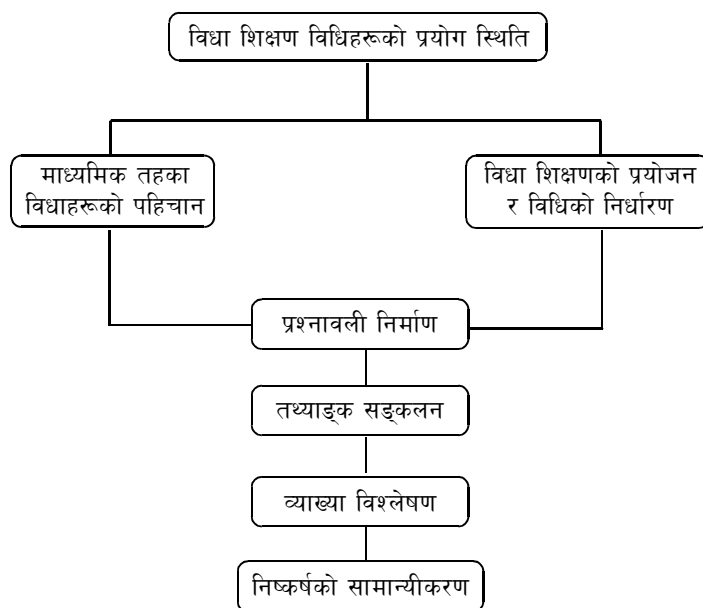 विधा शिक्षण विधिहरूको प्रयोग स्थिति
माध्यमिक तहका
विधाहरूको पहिचान
विधा शिक्षणको प्रयोजन
र विधिको निर्धारण
प्रश्नावली निर्माण
तथ्याङ्क सङ्कलन
व्याख्या विश्लेषण
निष्कर्षको सामान्यीकरण